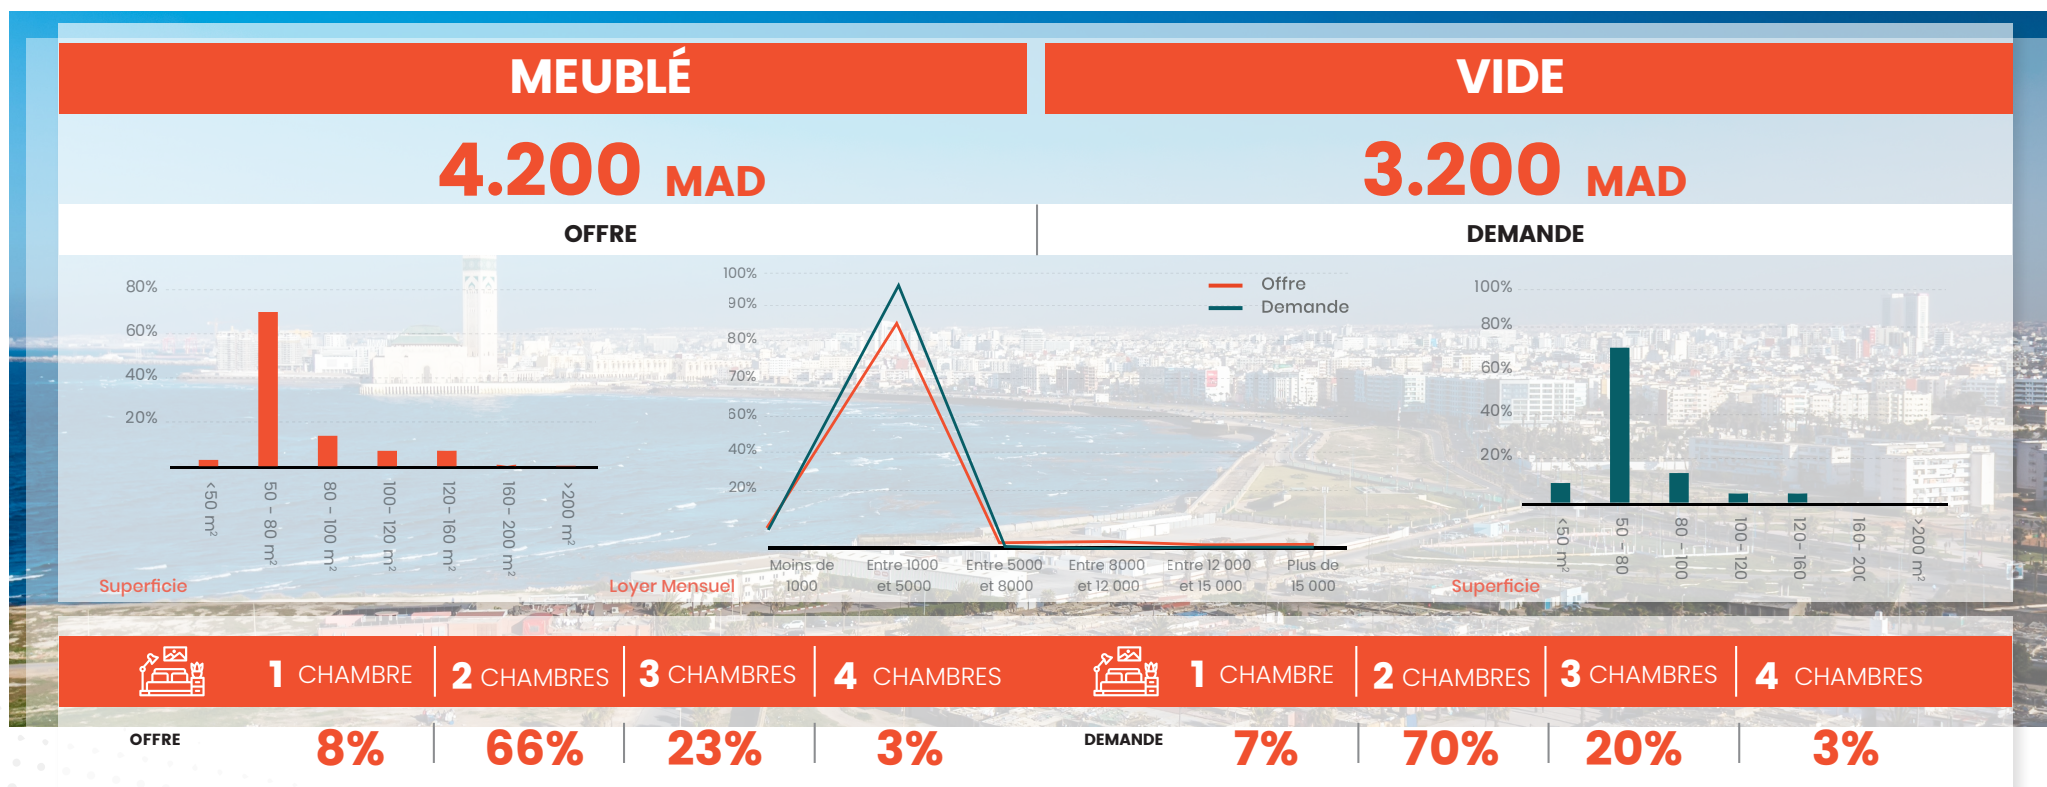 MEUBLÉ
VIDE
4.200 MAD
3.200 MAD
OFFRE
DEMANDE
80%
60%
40%
20%
<50 m²
50 - 80 m²
80 - 100 m²
100- 120 m²
120- 160 m²
160- 200 m²
>200 m²
Superficie
100%
90%
80%
70%
60%
40%
20%
Offre
Demande
Moins de 1000
Entre 1000 et 5000
Entre 5000 et 8000
Entre 8000 et 12 000
Entre 12 000 et 15 000
Plus de 15 000
Loyer Mensuel
100%
80%
60%
40%
20%
<50 m²
50 - 80
80 -100
100-120
120- 160
160- 200
>200 m²
Superficie
1 CHAMBRE
2 CHAMBRES
3 CHAMBRES
4 CHAMBRES
1 CHAMBRE
2 CHAMBRES
3 CHAMBRES
4 CHAMBRES
OFFRE
8%
66%
23%
3%
DEMANDE
7%
70%
20%
3%